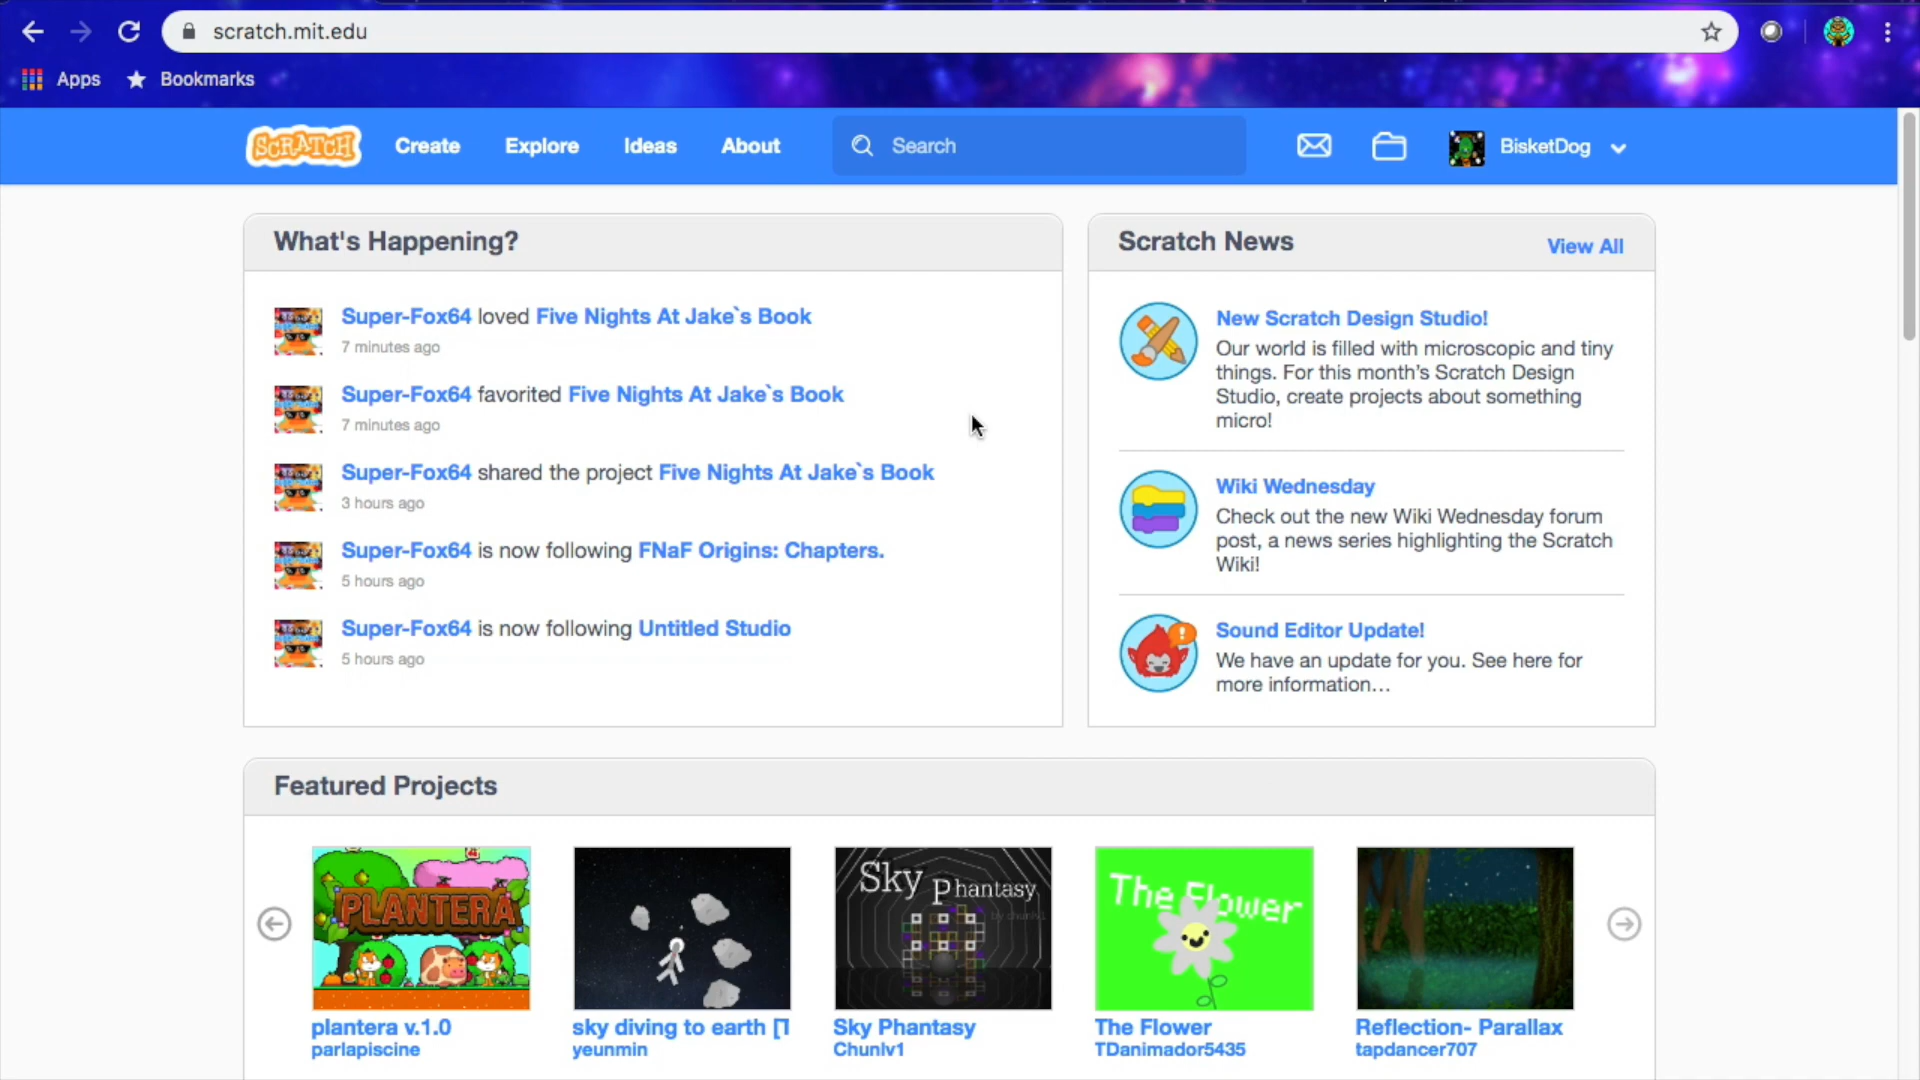 scratch.mit.edu
Apps
Bookmarks
SCRATCH
Create
Explore
Ideas
About
Search
BisketDog
What's Happening?
Super-Fox64 loved Five Nights At Jake`s Book
7 minutes ago
Super-Fox64 favorited Five Nights At Jake`s Book
7 minutes ago
Super-Fox64 shared the project Five Nights At Jake`s Book
3 hours ago
Super-Fox64 is now following FNaF Origins: Chapters.
5 hours ago
Super-Fox64 is now following Untitled Studio
5 hours ago
Scratch News
View All
New Scratch Design Studio!
Our world is filled with microscopic and tiny
things. For this month's Scratch Design
Studio, create projects about something
micro!
Wiki Wednesday
Check out the new Wiki Wednesday forum
post, a news series highlighting the Scratch
Wiki!
Sound Editor Update!
We have an update for you. See here for
more information…
Featured Projects
PLANTERA
Sky Phantasy
by chunlv1
The Flower
plantera v.1.0
parlapiscine
sky diving to earth [T
yeunmin
Sky Phantasy
Chunlv1
The Flower
TDanimador5435
Reflection- Parallax
tapdancer707